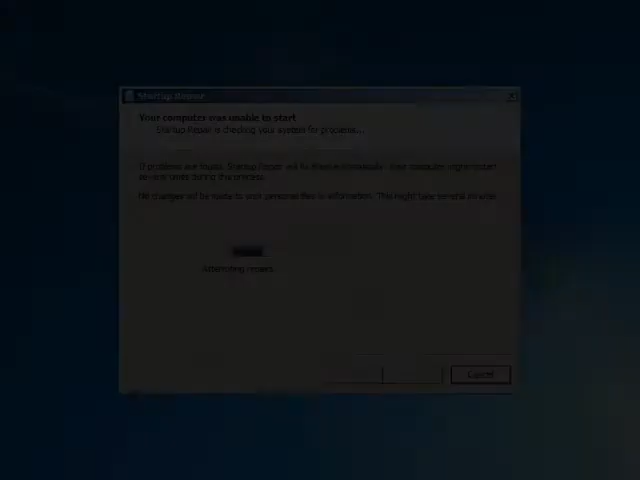 Startup Repair
Your computer was unable to start
Startup Repair is checking your system for problems...
If problems are found, Startup Repair will fix them automatically. Your computer might restart
several times during this process.
No changes will be made to your personal files or information. This might take several minutes
Attempting repairs
Cancel